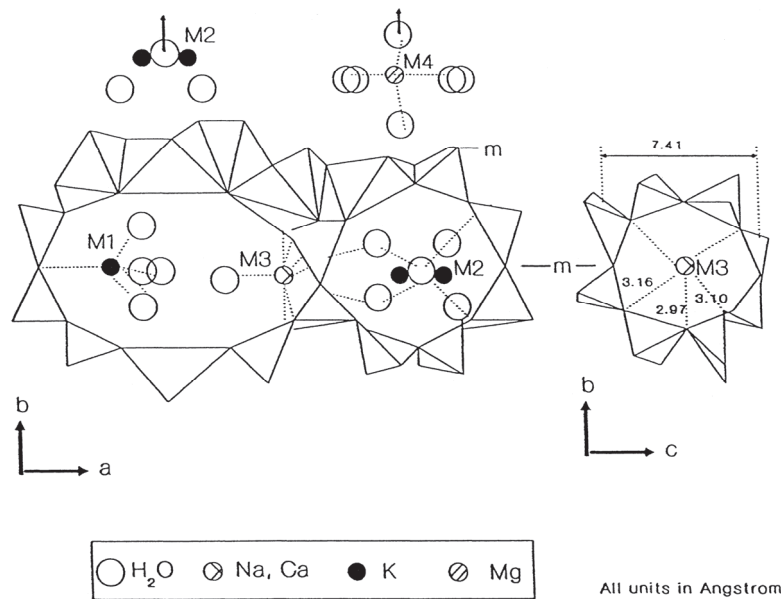 M2
M4
m
7.41
M1
M3
M2
m
M3
3.16
3.10
2.97
b
a
b
c
H2O
Na, Ca
K
Mg
All units in Angstrom